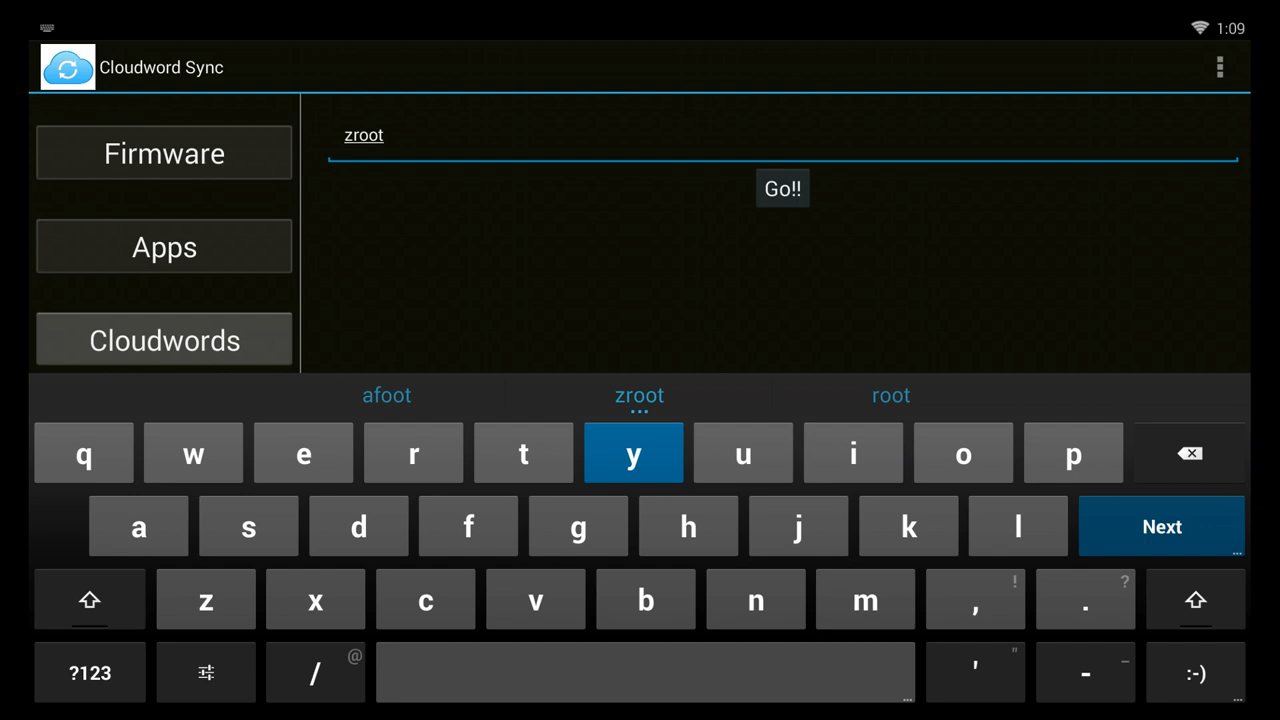 1:09
Cloudword Sync
Firmware
zroot
Go!!
Apps
Cloudwords
afoot zroot root
q w e r t y u i o p
a s d f g h j k l Next
z x c v b n m , ! . ?
?123 / @ ' " - _ :-)